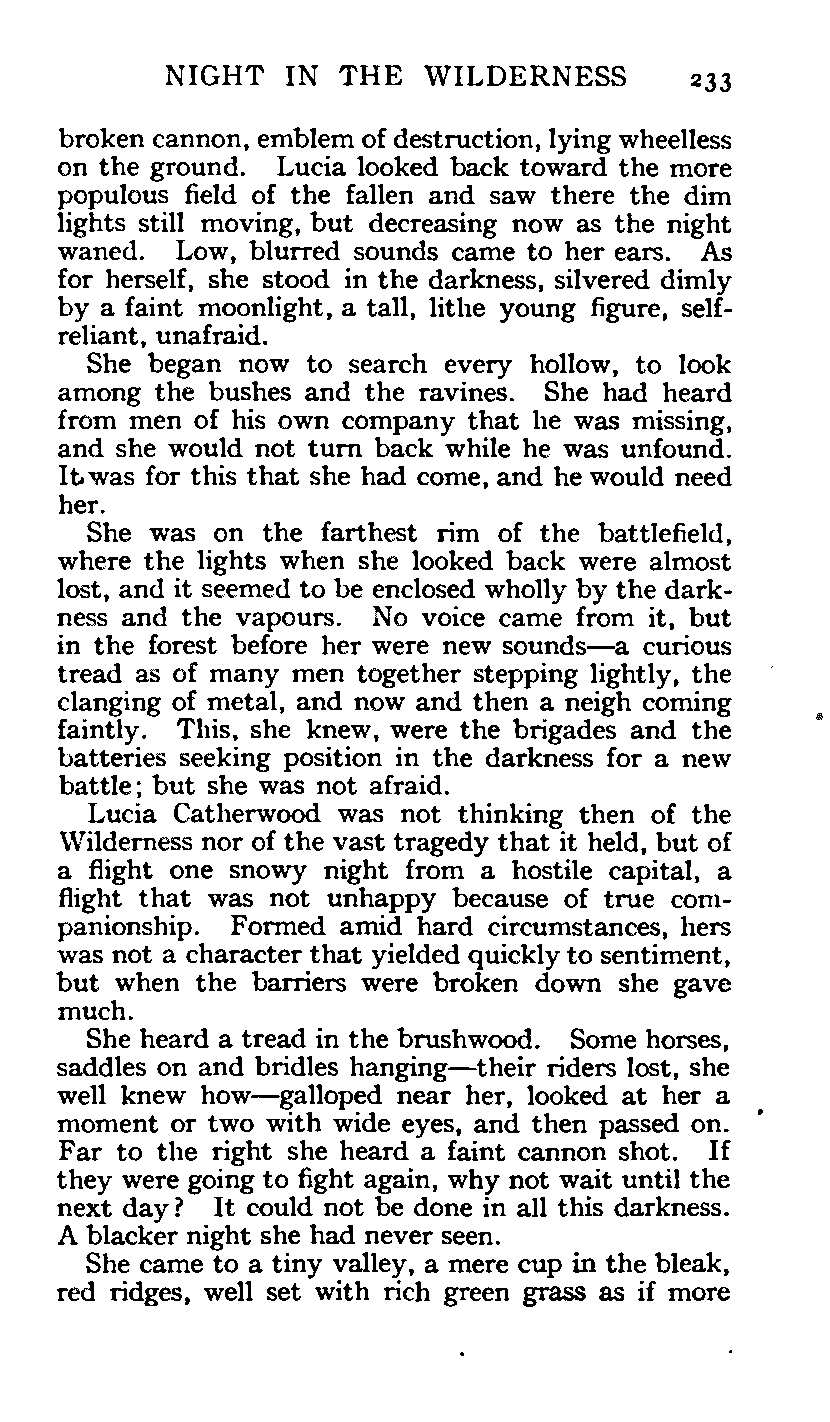 NIGHT IN THE WILDERNESS 233
broken cannon, emblem of destruction, lying wheelless
on the ground. Lucia looked back toward the more
populous field of the fallen and saw there the dim
lights still moving, but decreasing now as the night
waned. Low, blurred sounds came to her ears. As
for herself, she stood in the darkness, silvered dimly
by a faint moonlight, a tall, lithe young figure, self-
reliant, unafraid.
She began now to search every hollow, to look
among the bushes and the ravines. She had heard
from men of his own company that he was missing,
and she would not turn back while he was unfound.
It was for this that she had come, and he would need
her.
She was on the farthest rim of the battlefield,
where the lights when she looked back were almost
lost, and it seemed to be enclosed wholly by the dark-
ness and the vapours. No voice came from it, but
in the forest before her were new sounds—a curious
tread as of many men together stepping lightly, the
clanging of metal, and now and then a neigh coming
faintly. This, she knew, were the brigades and the
batteries seeking position in the darkness for a new
battle; but she was not afraid.
Lucia Catherwood was not thinking then of the
Wilderness nor of the vast tragedy that it held, but of
a flight one snowy night from a hostile capital, a
flight that was not unhappy because of true com-
panionship. Formed amid hard circumstances, hers
was not a character that yielded quickly to sentiment,
but when the barriers were broken down she gave
much.
She heard a tread in the brushwood. Some horses,
saddles on and bridles hanging—their riders lost, she
well knew how—galloped near her, looked at her a
moment or two with wide eyes, and then passed on.
Far to the right she heard a faint cannon shot. If
they were going to fight again, why not wait until the
next day? It could not be done in all this darkness.
A blacker night she had never seen.
She came to a tiny valley, a mere cup in the bleak,
red ridges, well set with rich green grass as if more